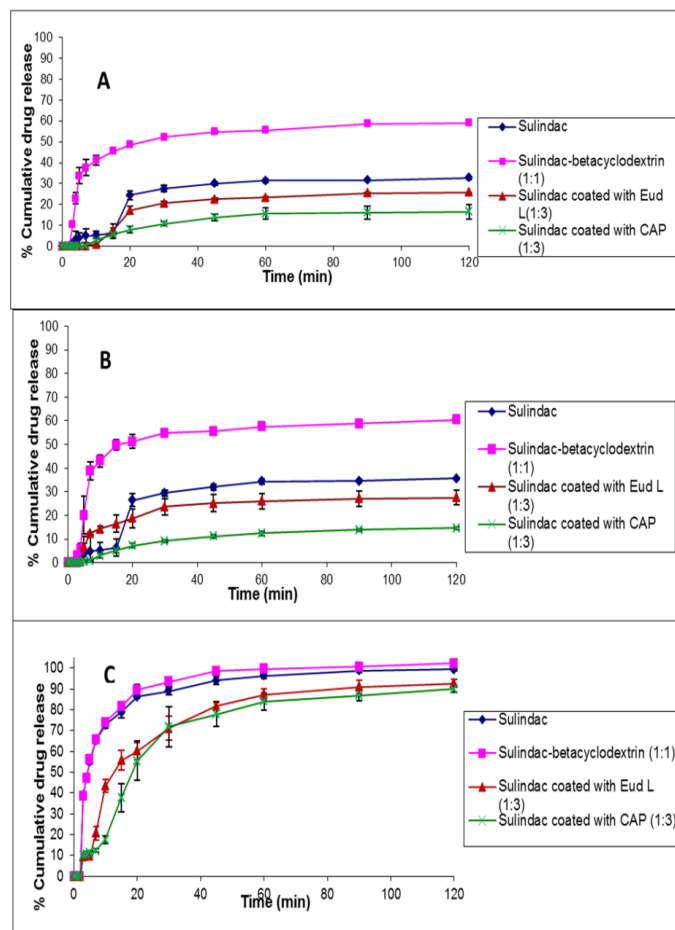 A
% Cumulative drug release
100
90
80
70
60
50
40
30
20
10
0
0 20 40 60 80 100 120
Time (min)
Sulindac
Sulindac-betacyclodextrin
(1:1)
Sulindac coated with Eud
L(1:3)
Sulindac coated with CAP
(1:3)
B
% Cumulative drug release
100
90
80
70
60
50
40
30
20
10
0
0 20 40 60 80 100 120
Time (min)
Sulindac
Sulindac-betacyclodextrin
(1:1)
Sulindac coated with Eud L
(1:3)
Sulindac coated with CAP
(1:3)
C
% Cumulative drug release
100
90
80
70
60
50
40
30
20
10
0
0 20 40 60 80 100 120
Time (min)
Sulindac
Sulindac-betacyclodextrin (1:1)
Sulindac coated with Eud L
(1:3)
Sulindac coated with CAP (1:3)